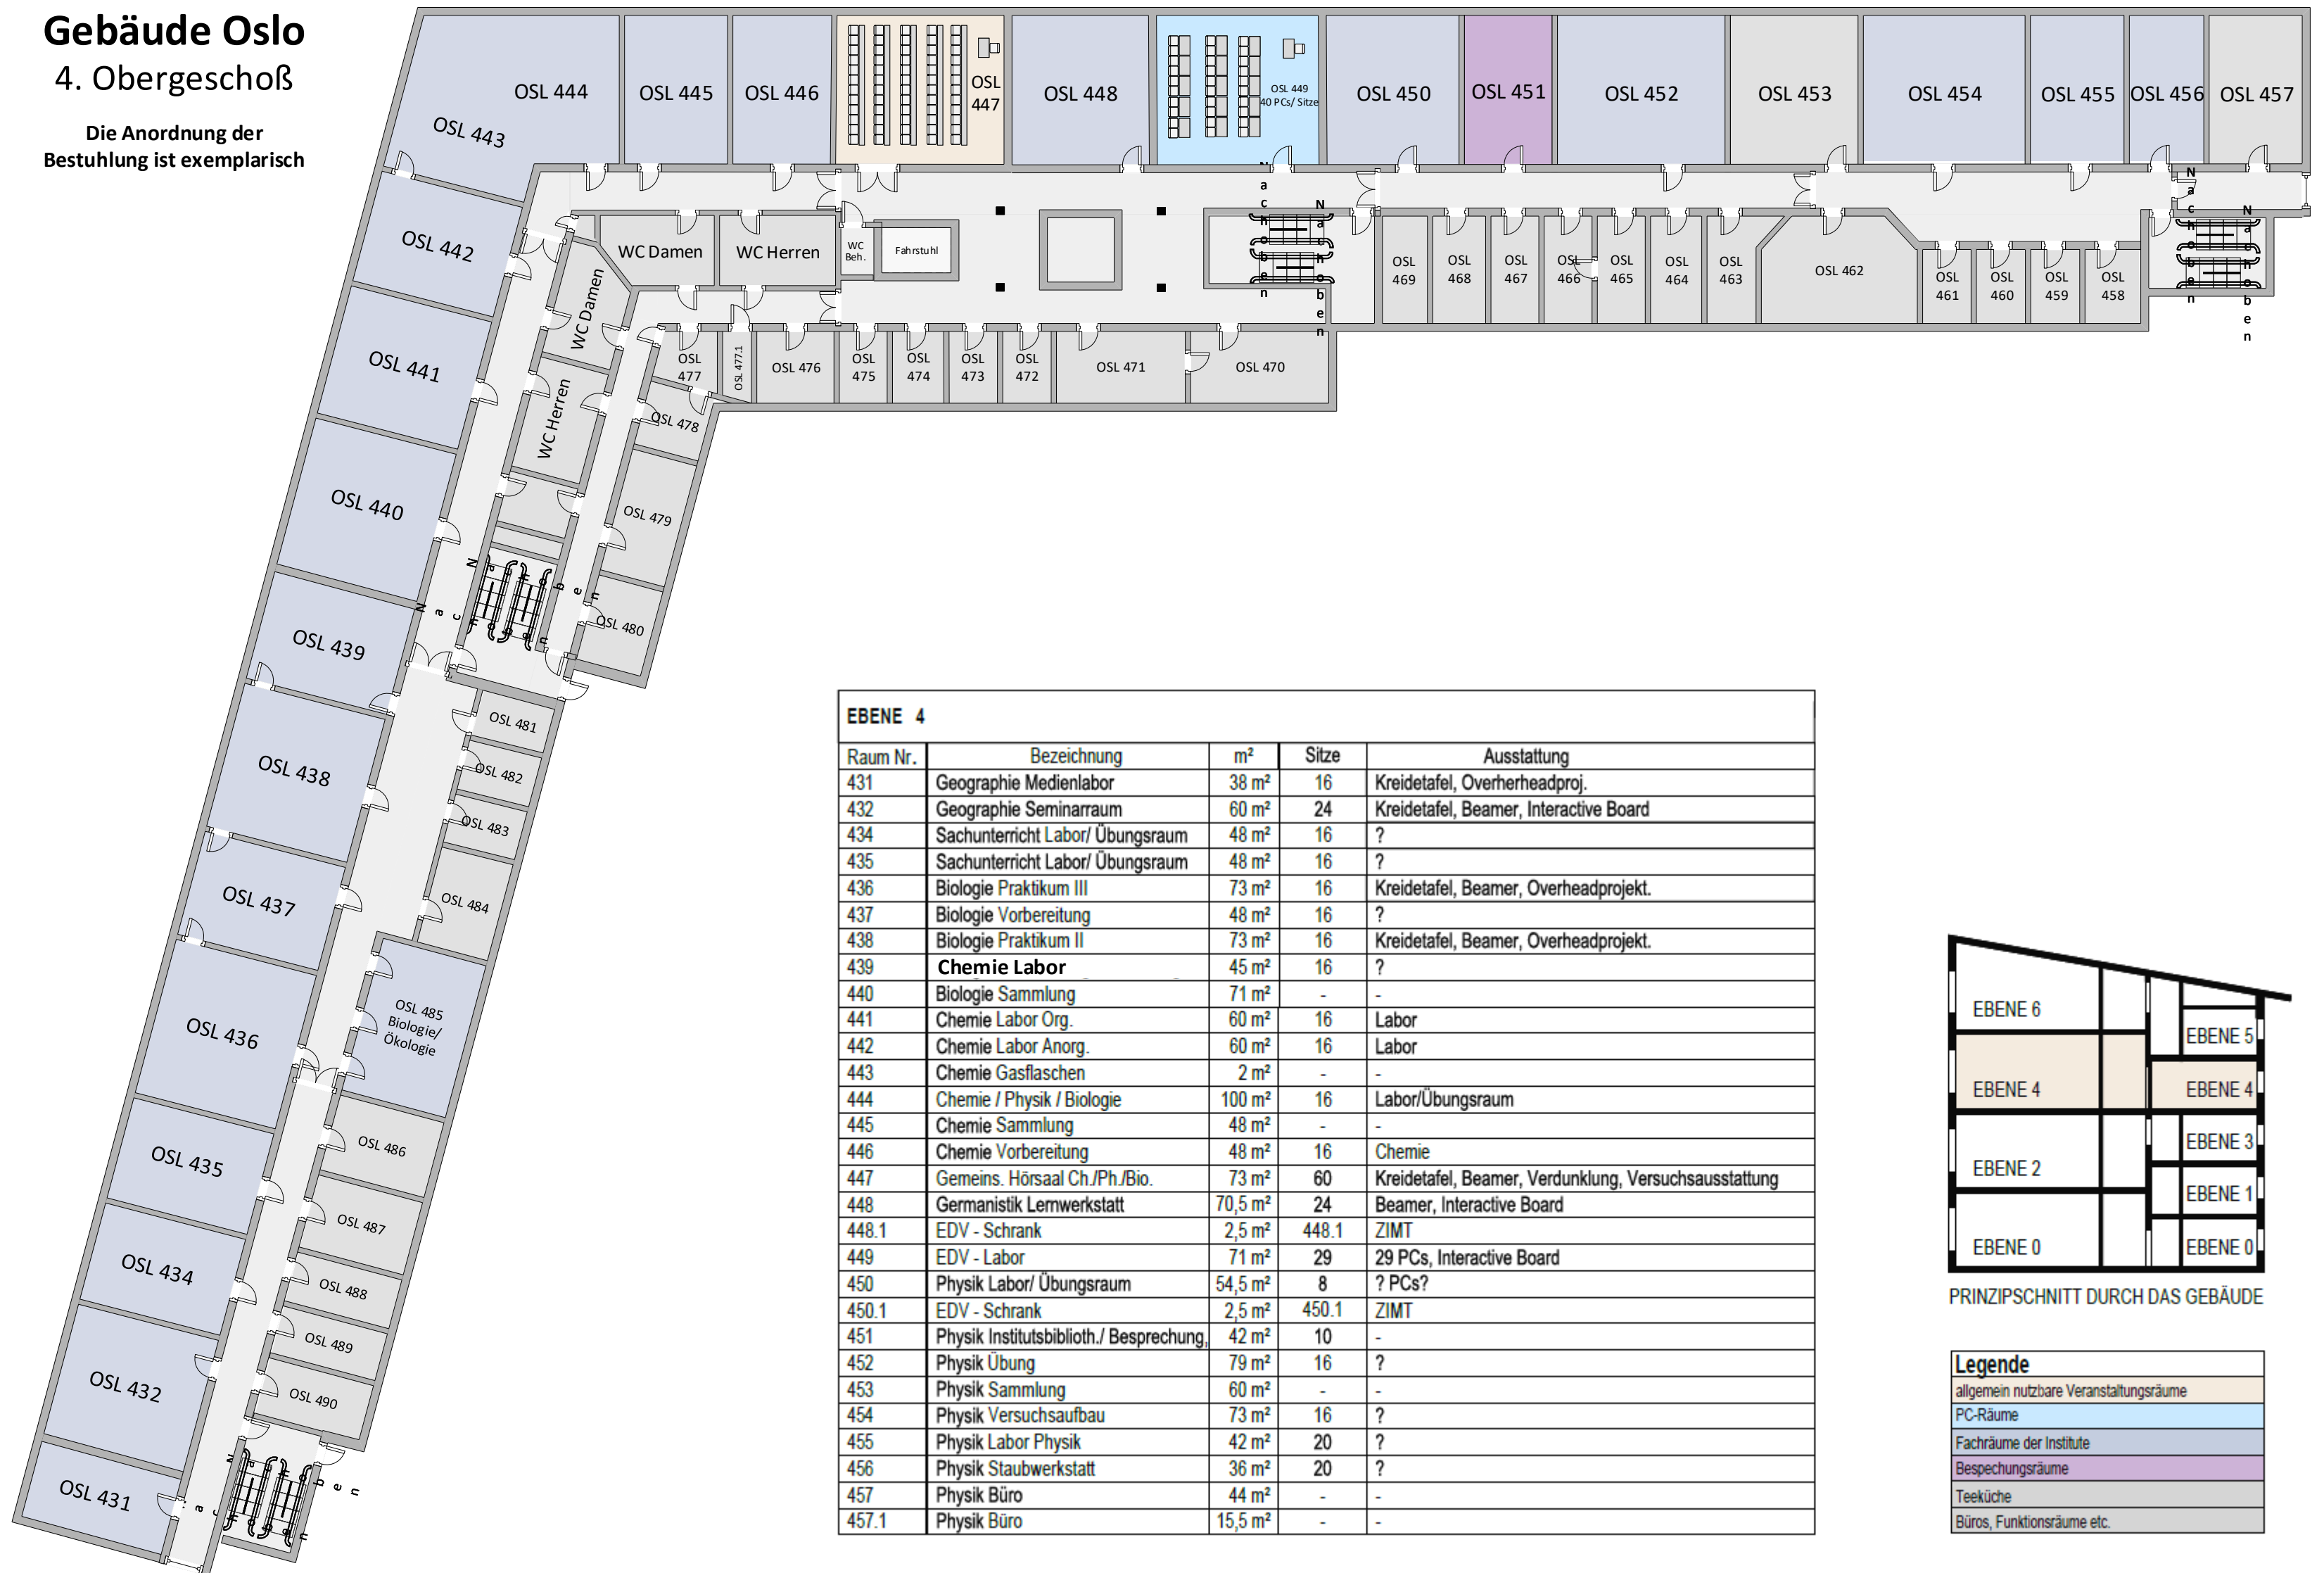 Gebäude Oslo
4. Obergeschoß
Die Anordnung der
Bestuhlung ist exemplarisch
OSL 443
OSL 444
OSL 445
OSL 446
OSL
447
OSL 448
OSL 449
40 PCs/ Sitze
OSL 450
OSL 451
OSL 452
OSL 453
OSL 454
OSL 455
OSL 456
OSL 457
OSL 442
OSL 441
OSL 440
OSL 439
OSL 438
OSL 437
OSL 436
OSL 435
OSL 434
OSL 432
OSL 431
WC Damen
WC Herren
WC
Beh.
Fahrstuhl
WC Damen
WC Herren
Nach oben
Nach oben
OSL
469
OSL
468
OSL
467
OSL
466
OSL
465
OSL
464
OSL
463
OSL 462
OSL
461
OSL
460
OSL
459
OSL
458
Nach oben
Nach oben
OSL
477
OSL 477.1
OSL 476
OSL
475
OSL
474
OSL
473
OSL
472
OSL 471
OSL 470
OSL 478
OSL 479
OSL 480
Nach oben
Nach oben
OSL 481
OSL 482
OSL 483
OSL 484
OSL 485
Biologie/
Ökologie
OSL 486
OSL 487
OSL 488
OSL 489
OSL 490
Nach oben
Nach oben
EBENE 4
Raum Nr. Bezeichnung m² Sitze Ausstattung
431 Geographie Medienlabor 38 m² 16 Kreidetafel, Overherheadproj.
432 Geographie Seminarraum 60 m² 24 Kreidetafel, Beamer, Interactive Board
434 Sachunterricht Labor/ Übungsraum 48 m² 16 ?
435 Sachunterricht Labor/ Übungsraum 48 m² 16 ?
436 Biologie Praktikum III 73 m² 16 Kreidetafel, Beamer, Overheadprojekt.
437 Biologie Vorbereitung 48 m² 16 ?
438 Biologie Praktikum II 73 m² 16 Kreidetafel, Beamer, Overheadprojekt.
439 Chemie Labor 45 m² 16 ?
440 Biologie Sammlung 71 m² - -
441 Chemie Labor Org. 60 m² 16 Labor
442 Chemie Labor Anorg. 60 m² 16 Labor
443 Chemie Gasflaschen 2 m² - -
444 Chemie / Physik / Biologie 100 m² 16 Labor/Übungsraum
445 Chemie Sammlung 48 m² - -
446 Chemie Vorbereitung 48 m² 16 Chemie
447 Gemeins. Hörsaal Ch./Ph./Bio. 73 m² 60 Kreidetafel, Beamer, Verdunklung, Versuchsausstattung
448 Germanistik Lernwerkstatt 70,5 m² 24 Beamer, Interactive Board
448.1 EDV - Schrank 2,5 m² 448.1 ZIMT
449 EDV - Labor 71 m² 29 29 PCs, Interactive Board
450 Physik Labor/ Übungsraum 54,5 m² 8 ? PCs?
450.1 EDV - Schrank 2,5 m² 450.1 ZIMT
451 Physik Institutsbiblioth./ Besprechung, 42 m² 10 -
452 Physik Übung 79 m² 16 ?
453 Physik Sammlung 60 m² - -
454 Physik Versuchsaufbau 73 m² 16 ?
455 Physik Labor Physik 42 m² 20 ?
456 Physik Staubwerkstatt 36 m² 20 ?
457 Physik Büro 44 m² - -
457.1 Physik Büro 15,5 m² - -
EBENE 6
EBENE 5
EBENE 4
EBENE 4
EBENE 3
EBENE 2
EBENE 1
EBENE 0
EBENE 0
PRINZIPSCHNITT DURCH DAS GEBÄUDE
Legende
allgemein nutzbare Veranstaltungsräume
PC-Räume
Fachräume der Institute
Bespechungsräume
Teeküche
Büros, Funktionsräume etc.